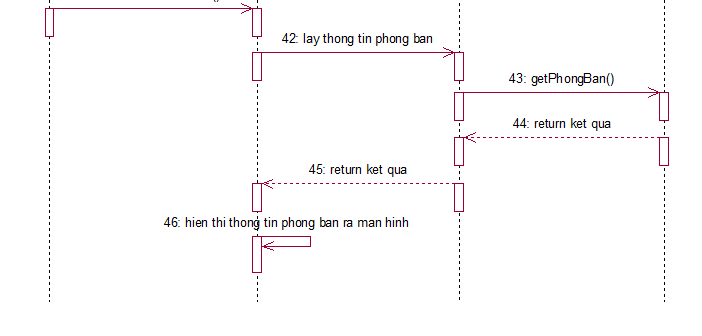 42: lay thong tin phong ban
43: getPhongBan()
44: return ket qua
45: return ket qua
46: hien thi thong tin phong ban ra man hinh